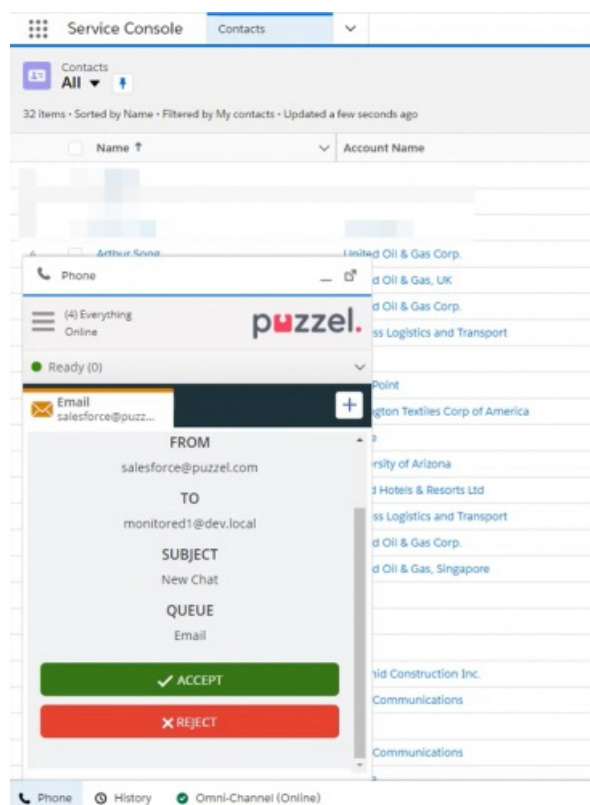 Service Console
Contacts
Contacts
All
32 items • Sorted by Name • Filtered by My contacts • Updated a few seconds ago
Name ↑
Account Name
Arthur Song
United Oil & Gas Corp.
Phone
d Oil & Gas, UK
(4) Everything
Online
puzzel.
d Oil & Gas Corp.
ss Logistics and Transport
Ready (0)
Point
Email
salesforce@puzz...
gton Textiles Corp of America
FROM
salesforce@puzzel.com
rsity of Arizona
TO
d Hotels & Resorts Ltd
monitored1@dev.local
ss Logistics and Transport
SUBJECT
d Oil & Gas Corp.
New Chat
d Oil & Gas, Singapore
QUEUE
Email
ACCEPT
nid Construction Inc.
Communications
REJECT
Communications
Phone
History
Omni-Channel (Online)